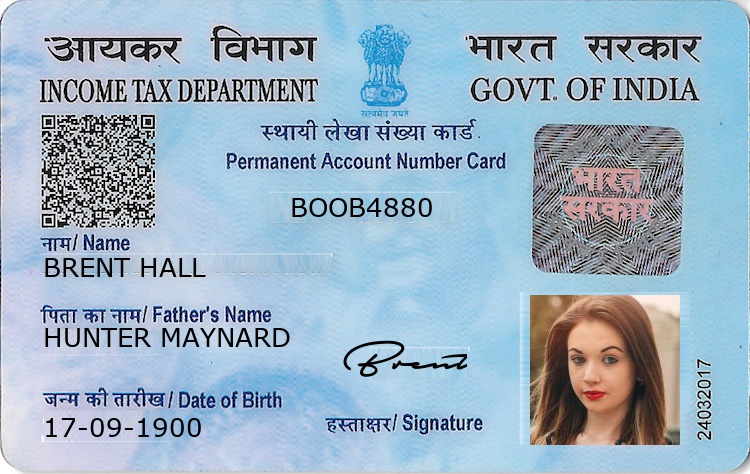 आयकर विभाग
INCOME TAX DEPARTMENT
भारत सरकार
GOVT. OF INDIA
सत्यमेव जयते
स्थायी लेखा संख्या कार्ड
Permanent Account Number Card
BOOB4880
भारत
सरकार
नाम/ Name
BRENT HALL
पिता का नाम/ Father's Name
HUNTER MAYNARD
Brent
जन्म की तारीख/ Date of Birth
17-09-1900
हस्ताक्षर/ Signature
24032017